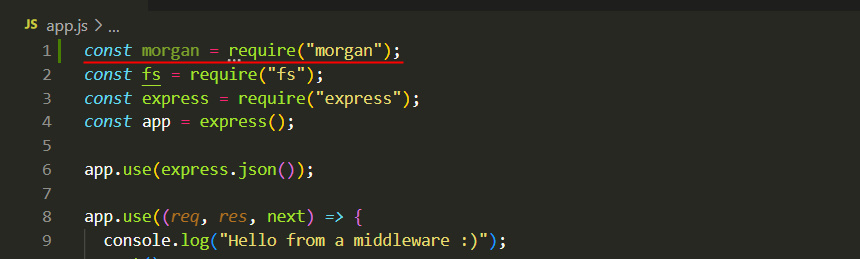 JS app.js > ...
1 const morgan = require("morgan");
2 const fs = require("fs");
3 const express = require("express");
4 const app = express();
5
6 app.use(express.json());
7
8 app.use((req, res, next) => {
9 console.log("Hello from a middleware :)");